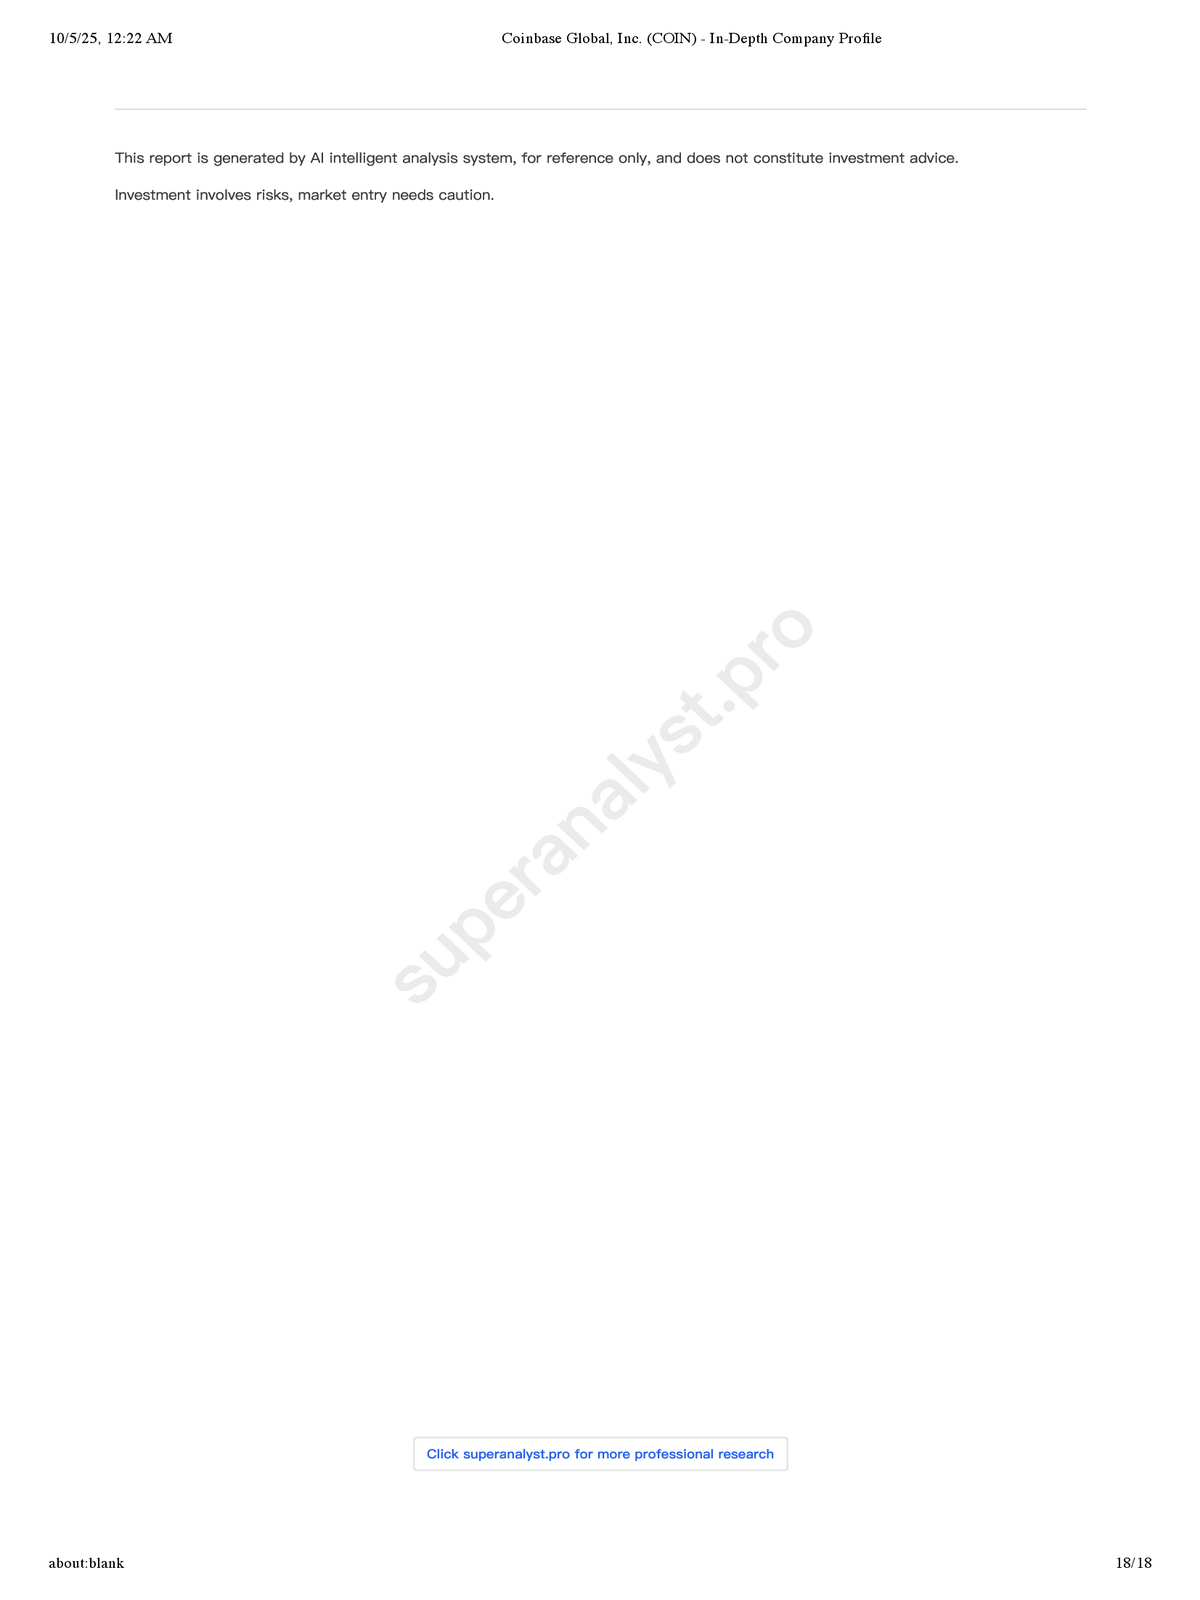 10/5/25, 12:22 AM
Coinbase Global, Inc. (COIN) - In-Depth Company Profile
This report is generated by AI intelligent analysis system, for reference only, and does not constitute investment advice.
Investment involves risks, market entry needs caution.
superanalyst.pro
Click superanalyst.pro for more professional research
about:blank
18/18